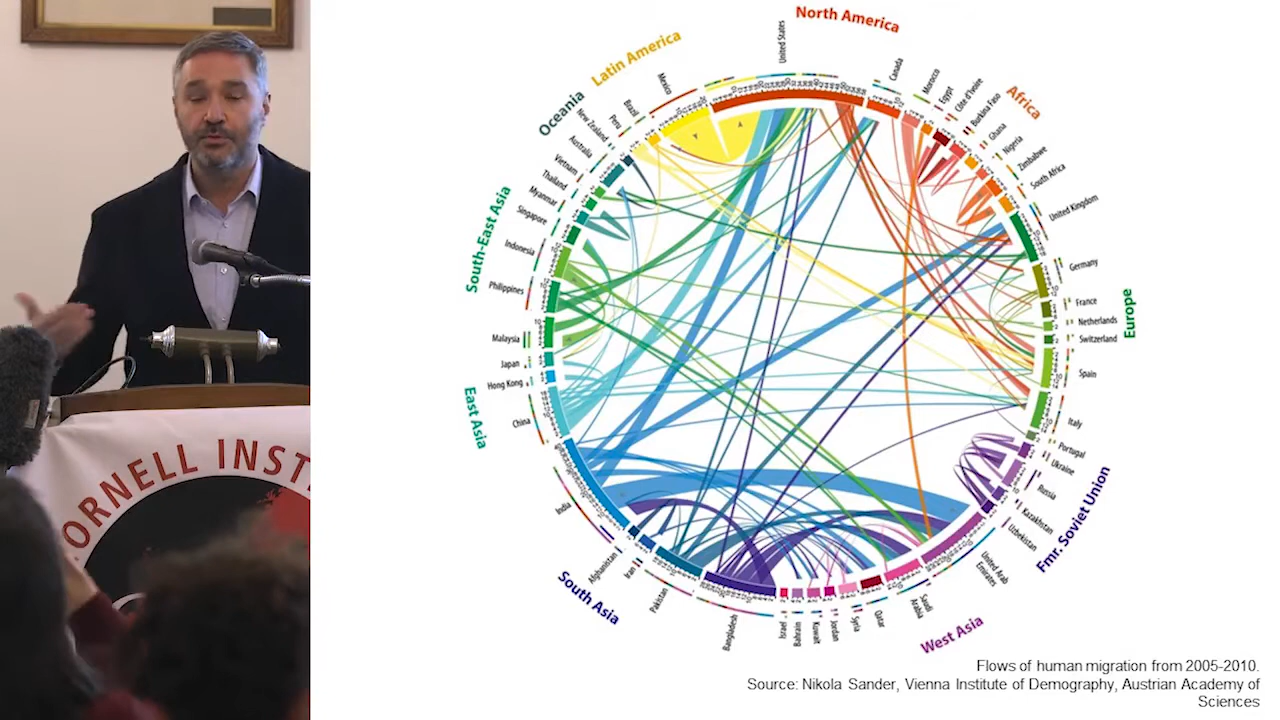 North America
Latin America
Oceania
South-East Asia
East Asia
South Asia
West Asia
Fmr. Soviet Union
Europe
Africa
United States
Canada
Morocco
Egypt
Côte d'Ivoire
Burkina Faso
Ghana
Nigeria
Zimbabwe
South Africa
United Kingdom
Germany
France
Netherlands
Switzerland
Spain
Italy
Portugal
Ukraine
Russia
Kazakhstan
Uzbekistan
United Arab
Emirates
Saudi
Arabia
Qatar
Syria
Jordan
Kuwait
Bahrain
Israel
Bangladesh
Pakistan
Iran
Afghanistan
India
China
Hong Kong
Japan
Malaysia
Philippines
Indonesia
Singapore
Myanmar
Thailand
Vietnam
Australia
New Zealand
Peru
Brazil
Mexico
ORNELL INST
Flows of human migration from 2005-2010.
Source: Nikola Sander, Vienna Institute of Demography, Austrian Academy of
Sciences